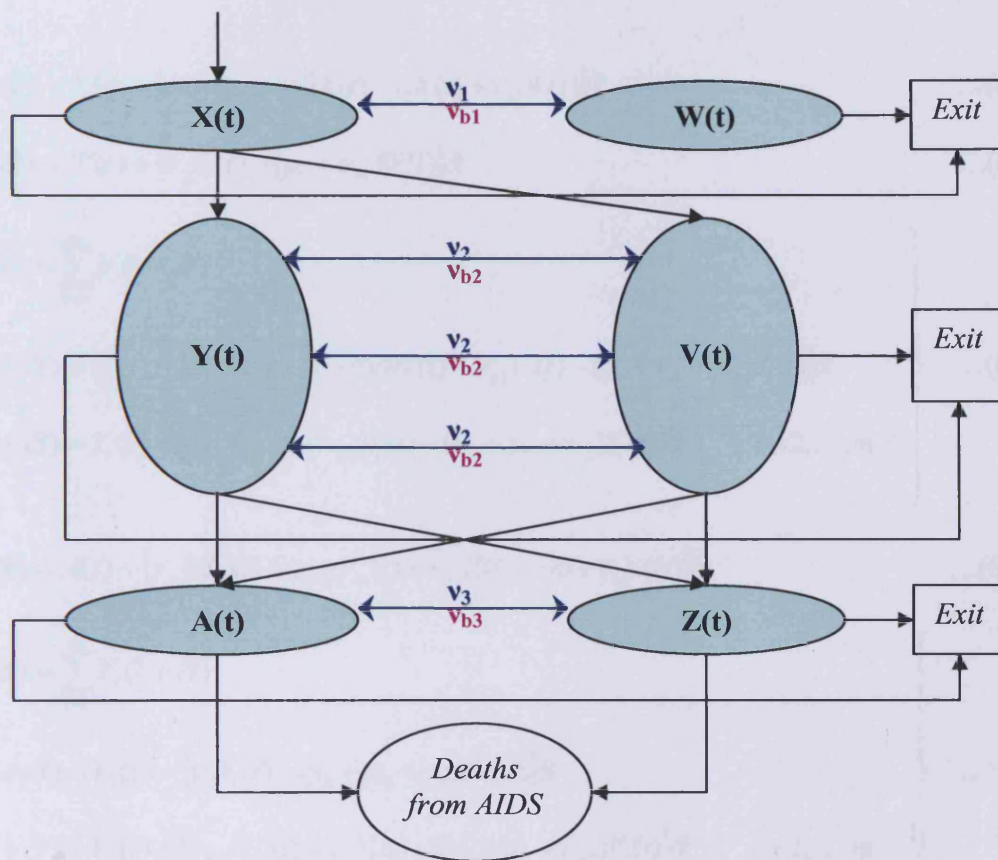 X(t)
ν1
νb1
W(t)
Exit
ν2
νb2
Y(t)
ν2
νb2
V(t)
Exit
ν2
νb2
A(t)
ν3
νb3
Z(t)
Exit
Deaths
from AIDS